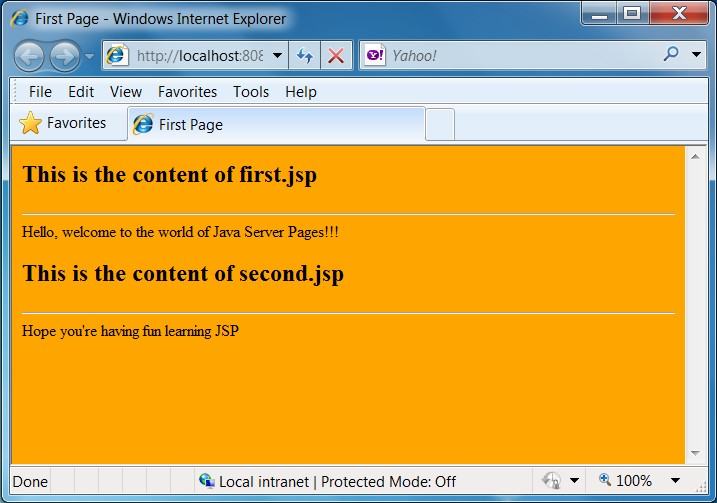 First Page - Windows Internet Explorer
http://localhost:808
Yahoo!
File Edit View Favorites Tools Help
Favorites
First Page
This is the content of first.jsp
Hello, welcome to the world of Java Server Pages!!!
This is the content of second.jsp
Hope you're having fun learning JSP
Done
Local intranet | Protected Mode: Off
100%